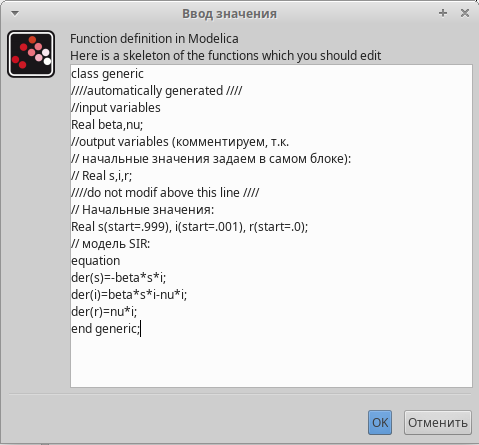 Ввод значения
Function definition in Modelica
Here is a skeleton of the functions which you should edit
class generic
////automatically generated ////
//input variables
Real beta,nu;
//output variables (комментируем, т.к.
// начальные значения задаем в самом блоке):
// Real s,i,r;
////do not modif above this line ////
// Начальные значения:
Real s(start=.999), i(start=.001), r(start=.0);
// модель SIR:
equation
der(s)=-beta*s*i;
der(i)=beta*s*i-nu*i;
der(r)=nu*i;
end generic;
OK
Отменить